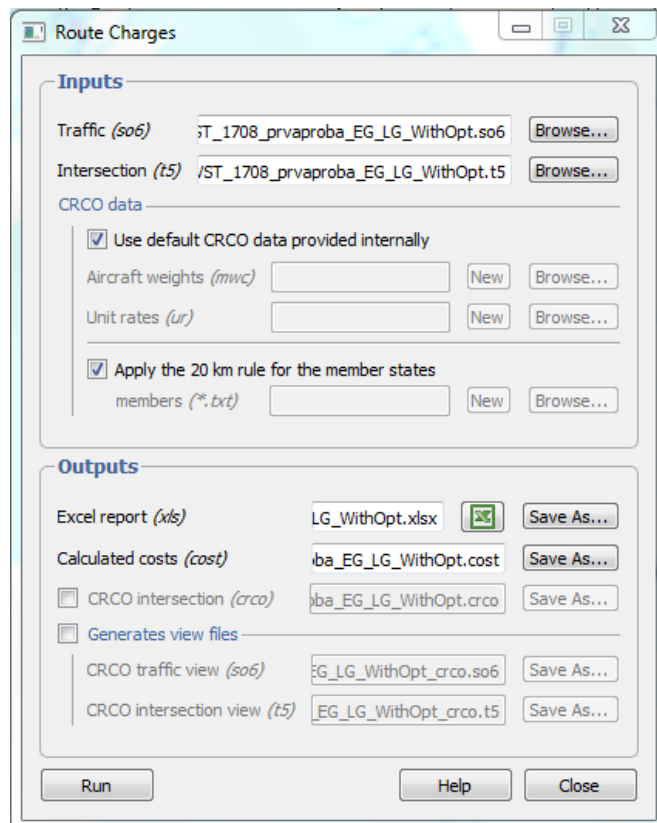 Route Charges
Inputs
Traffic (so6) ST_1708_prvaproba_EG_LG_WithOpt.so6 Browse...
Intersection (t5) /ST_1708_prvaproba_EG_LG_WithOpt.t5 Browse...
CRCO data
Use default CRCO data provided internally
Aircraft weights (mwc) New Browse...
Unit rates (ur) New Browse...
Apply the 20 km rule for the member states
members (*.txt) New Browse...
Outputs
Excel report (xls) LG_WithOpt.xlsx Save As...
Calculated costs (cost) ba_EG_LG_WithOpt.cost Save As...
CRCO intersection (crco) ba_EG_LG_WithOpt.crco Save As...
Generates view files
CRCO traffic view (so6) EG_LG_WithOpt_crco.so6 Save As...
CRCO intersection view (t5) _EG_LG_WithOpt_crco.t5 Save As...
Run Help Close